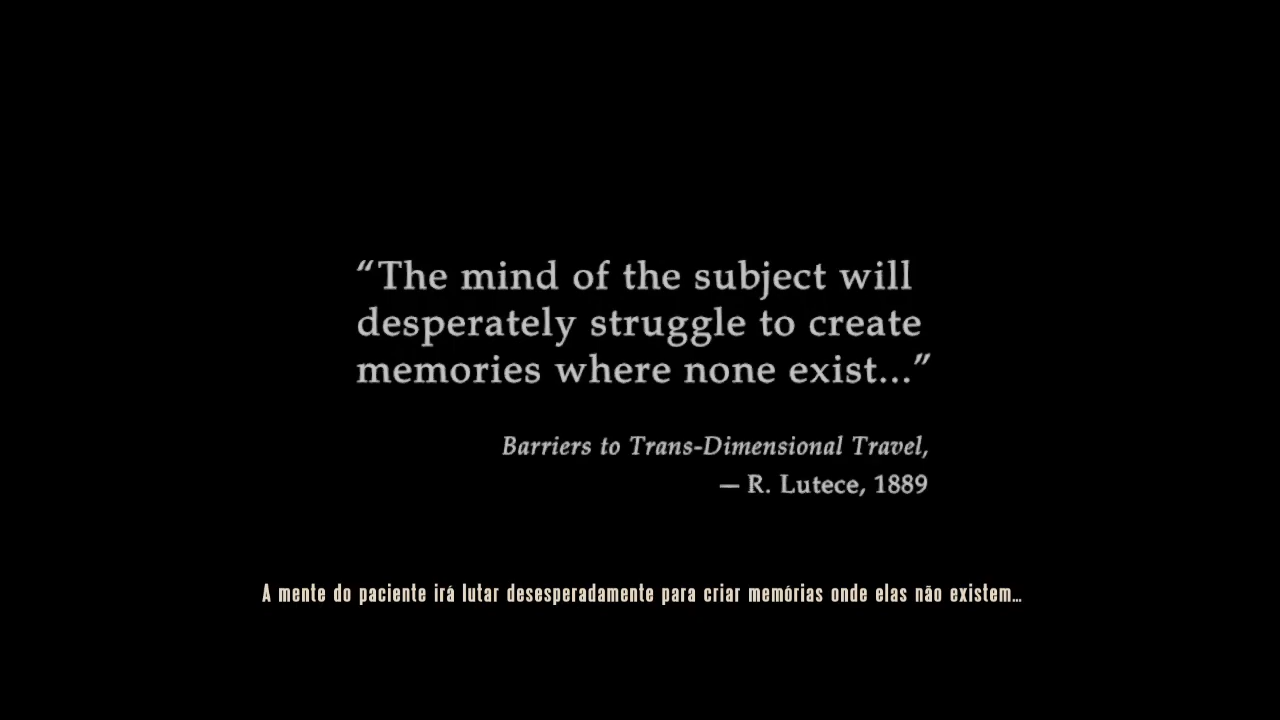 “The mind of the subject will
desperately struggle to create
memories where none exist...”
Barriers to Trans-Dimensional Travel,
— R. Lutece, 1889
A mente do paciente irá lutar desesperadamente para criar memórias onde elas não existem...